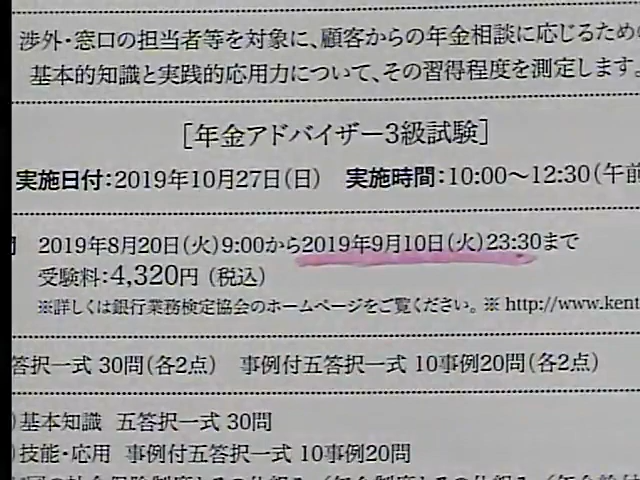 渉外・窓口の担当者等を対象に、顧客からの年金相談に応じるため
基本的知識と実践的応用力について、その習得程度を測定します。
[年金アドバイザー3級試験]
実施日付:2019年10月27日(日) 実施時間:10:00〜12:30(午前
2019年8月20日(火)9:00から2019年9月10日(火)23:30まで
受験料:4,320円 (税込)
※詳しくは銀行業務検定協会のホームページをご覧ください。※ http://www.kent
答択一式 30問(各2点) 事例付五答択一式 10事例20問(各2点)
)基本知識 五答択一式 30問
)技能・応用 事例付五答択一式 10事例20問